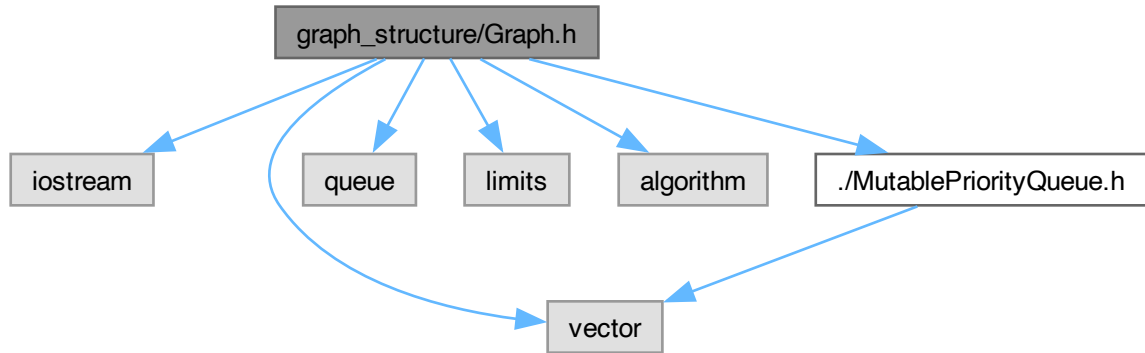 graph_structure/Graph.h
iostream
queue
limits
algorithm
./MutablePriorityQueue.h
vector